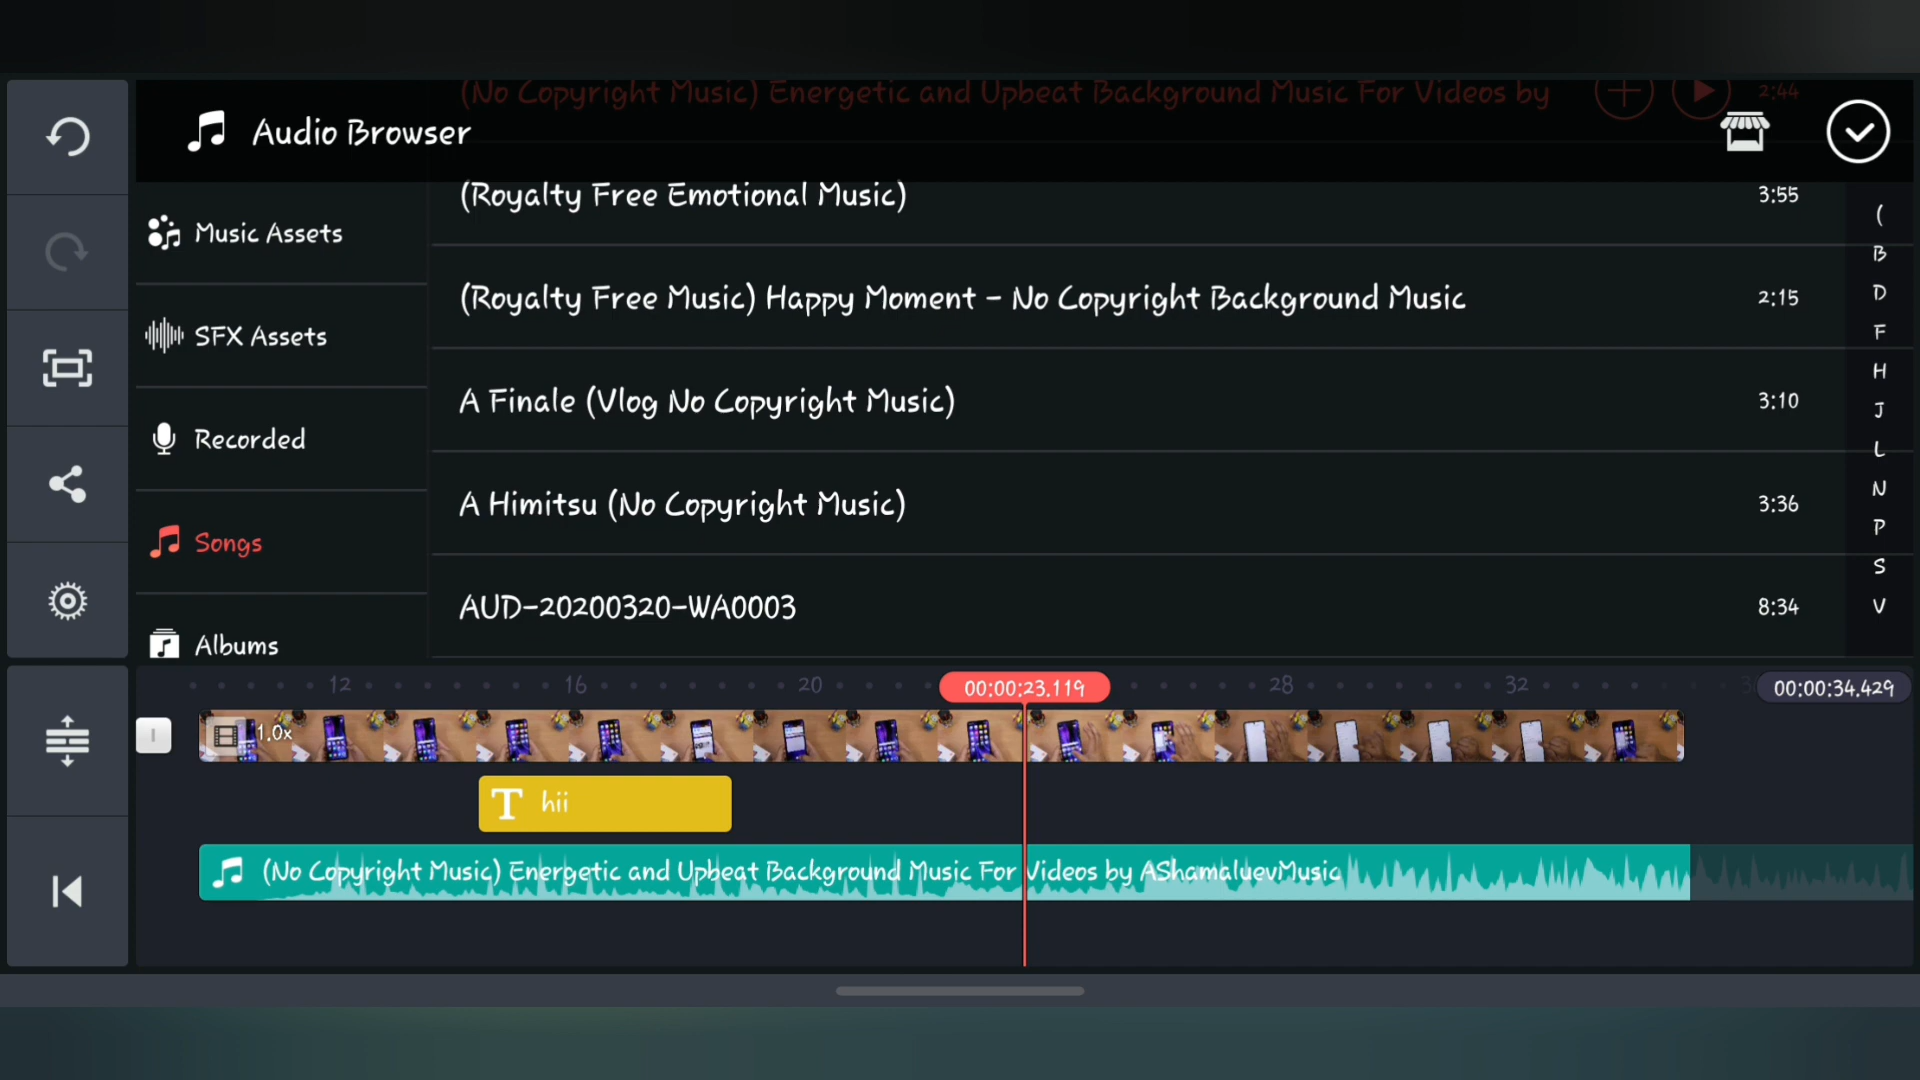 (No Copyright Music) Energetic and Upbeat Background Music For Videos by
2:44
Audio Browser
(Royalty Free Emotional Music)
3:55
Music Assets
(Royalty Free Music) Happy Moment - No Copyright Background Music
2:15
SFX Assets
A Finale (Vlog No Copyright Music)
3:10
Recorded
A Himitsu (No Copyright Music)
3:36
Songs
AUD-20200320-WA0003
8:34
Albums
(
B
D
F
H
J
L
N
P
S
V
12
16
20
00:00:23.119
28
32
00:00:34.429
1.0x
T hii
(No Copyright Music) Energetic and Upbeat Background Music For Videos by AShamaluevMusic